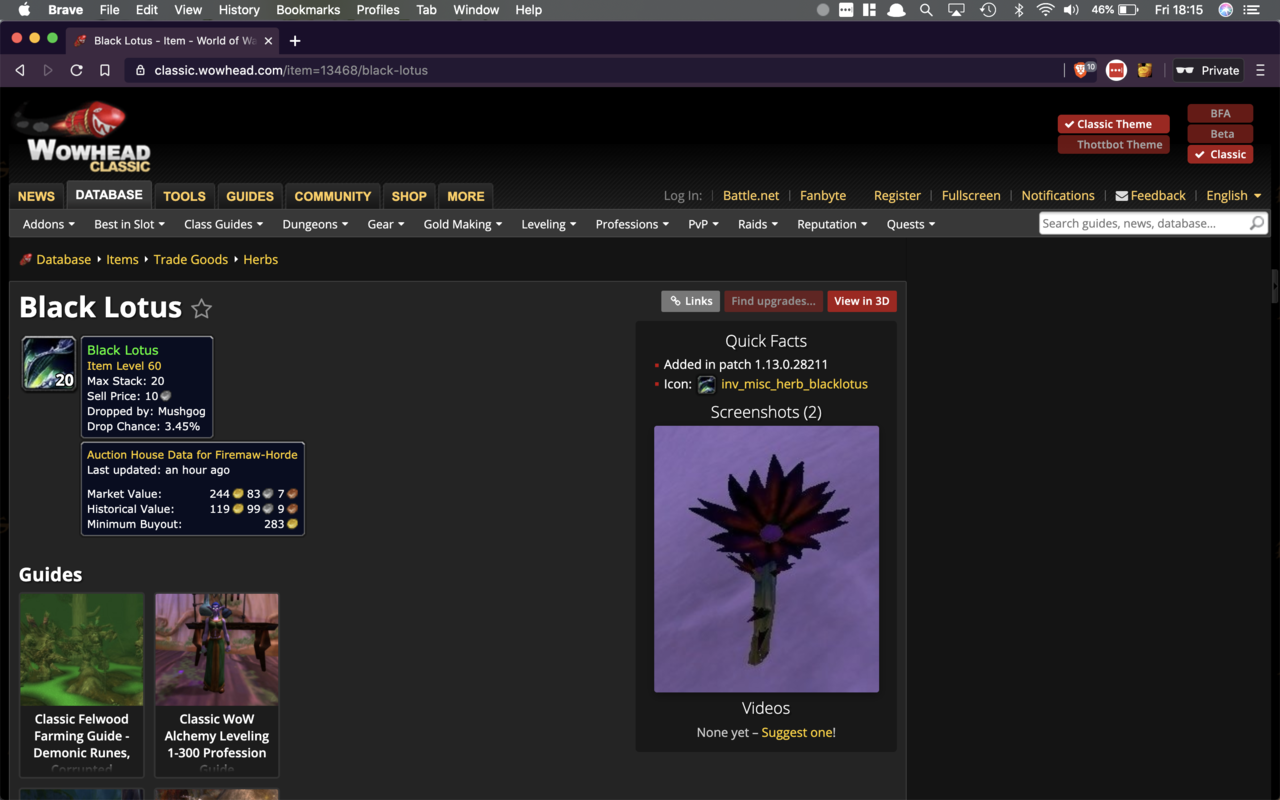 Brave File Edit View History Bookmarks Profiles Tab Window Help 46% Fri 18:15
Black Lotus - Item - World of Wa
classic.wowhead.com/item=13468/black-lotus 10 Private
WOWHEAD
CLASSIC
Classic Theme
Thottbot Theme
BFA
Beta
Classic
NEWS DATABASE TOOLS GUIDES COMMUNITY SHOP MORE Log In: Battle.net Fanbyte Register Fullscreen Notifications Feedback English
Addons Best in Slot Class Guides Dungeons Gear Gold Making Leveling Professions PvP Raids Reputation Quests Search guides, news, database...
Database Items Trade Goods Herbs
Black Lotus
Links Find upgrades... View in 3D
20
Black Lotus
Item Level 60
Max Stack: 20
Sell Price: 10
Dropped by: Mushgog
Drop Chance: 3.45%
Auction House Data for Firemaw-Horde
Last updated: an hour ago
Market Value: 244 83 7
Historical Value: 119 99 9
Minimum Buyout: 283
Quick Facts
Added in patch 1.13.0.28211
Icon: inv_misc_herb_blacklotus
Screenshots (2)
Videos
None yet – Suggest one!
Guides
Classic Felwood
Farming Guide -
Demonic Runes,
Corrupted
Classic WoW
Alchemy Leveling
1-300 Profession
Guide